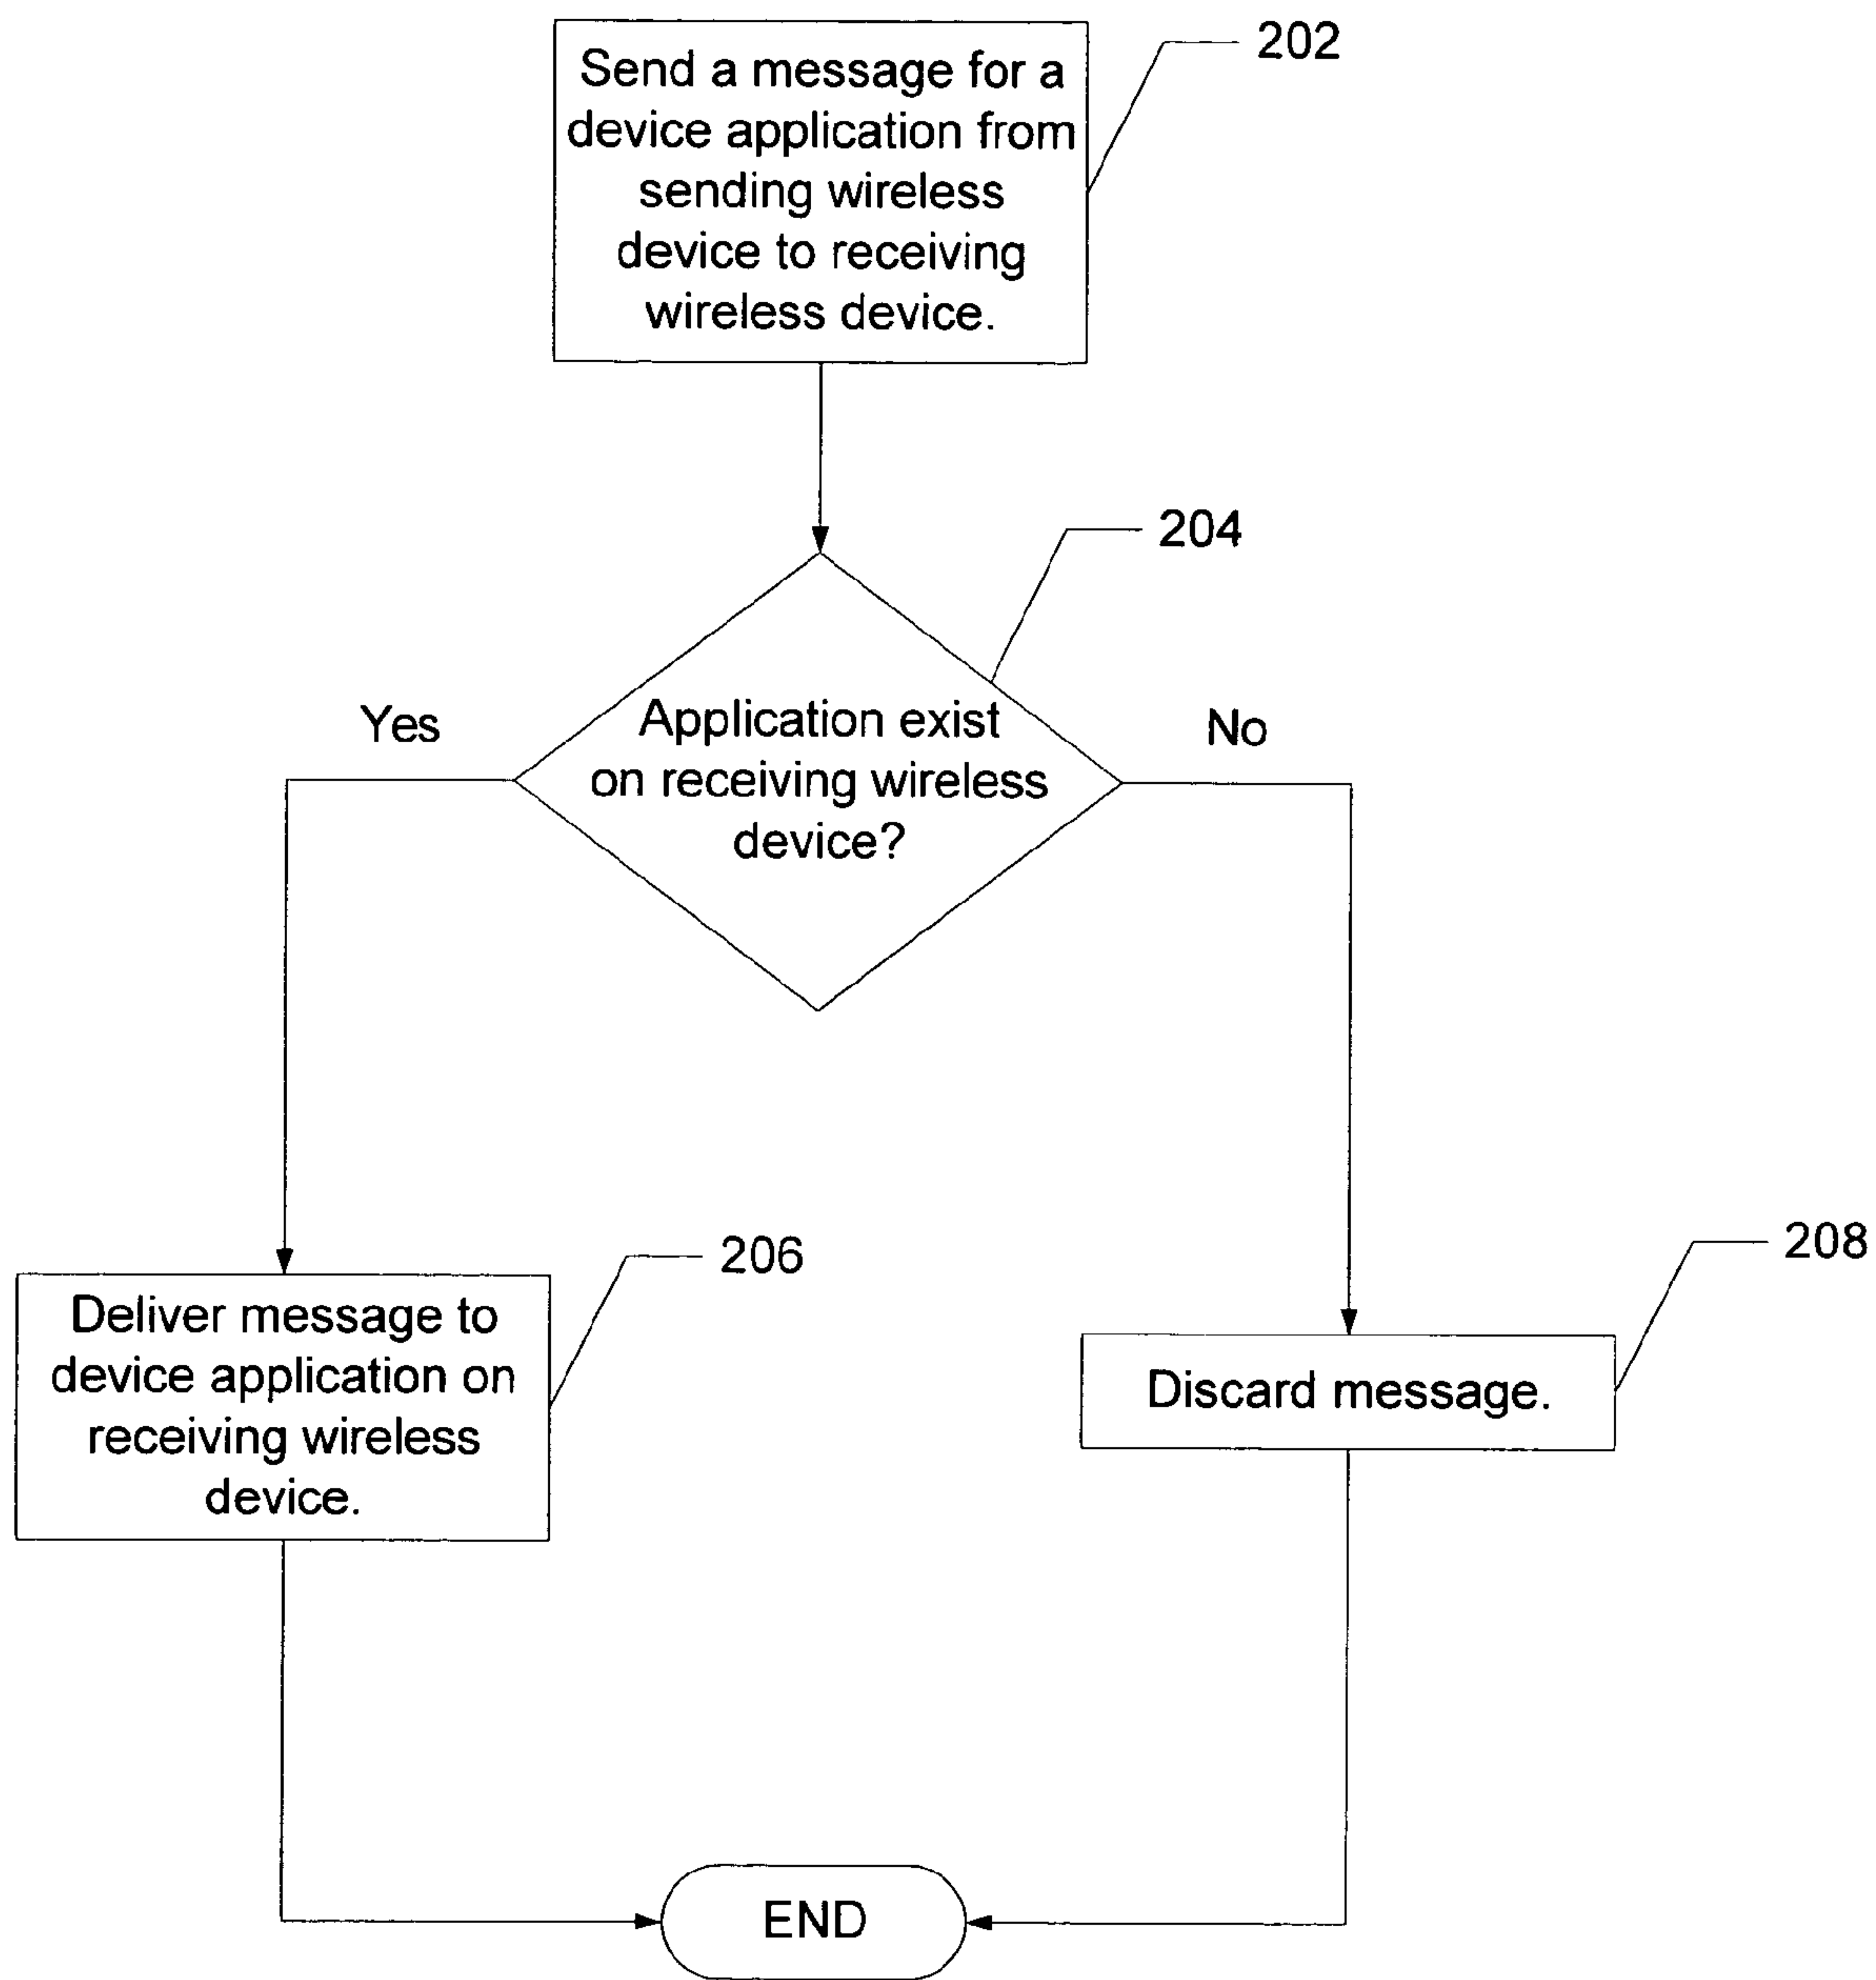 Send a message for a
device application from
sending wireless
device to receiving
wireless device.
202
204
Yes
Application exist
on receiving wireless
device?
No
206
Deliver message to
device application on
receiving wireless
device.
208
Discard message.
END